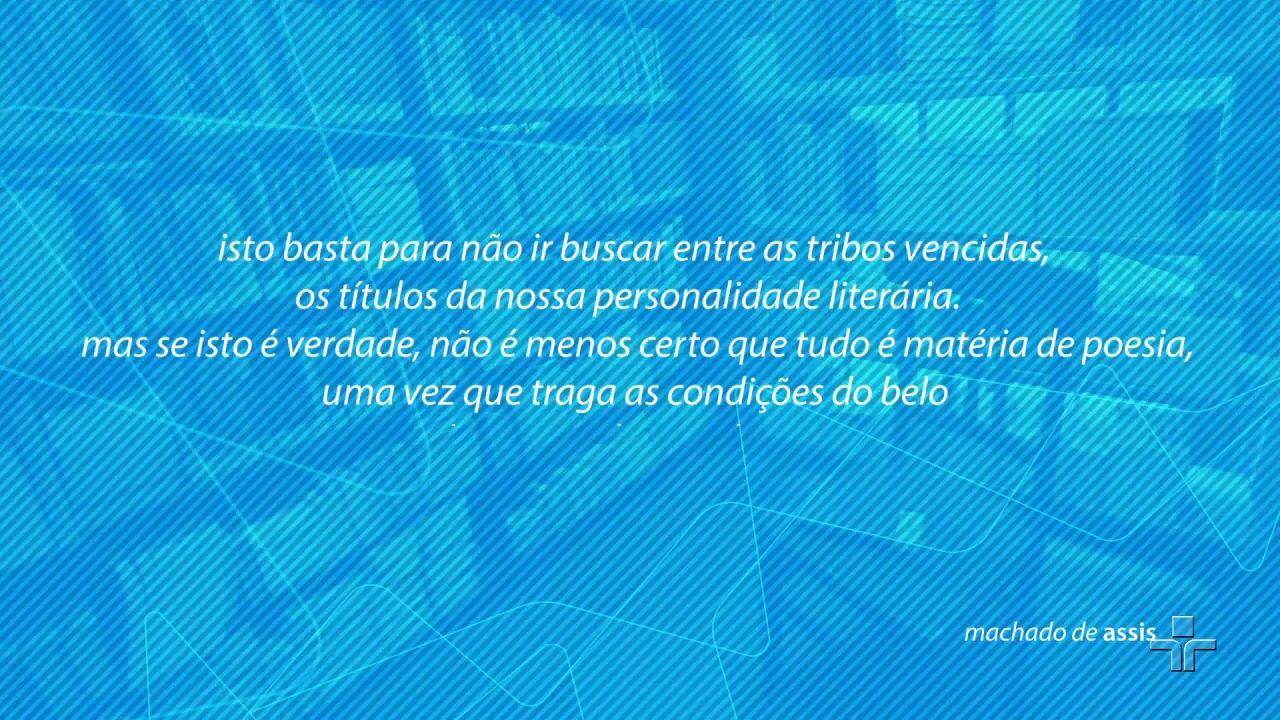 isto basta para não ir buscar entre as tribos vencidas,
os títulos da nossa personalidade literária.
mas se isto é verdade, não é menos certo que tudo é matéria de poesia,
uma vez que traga as condições do belo
machado de assis